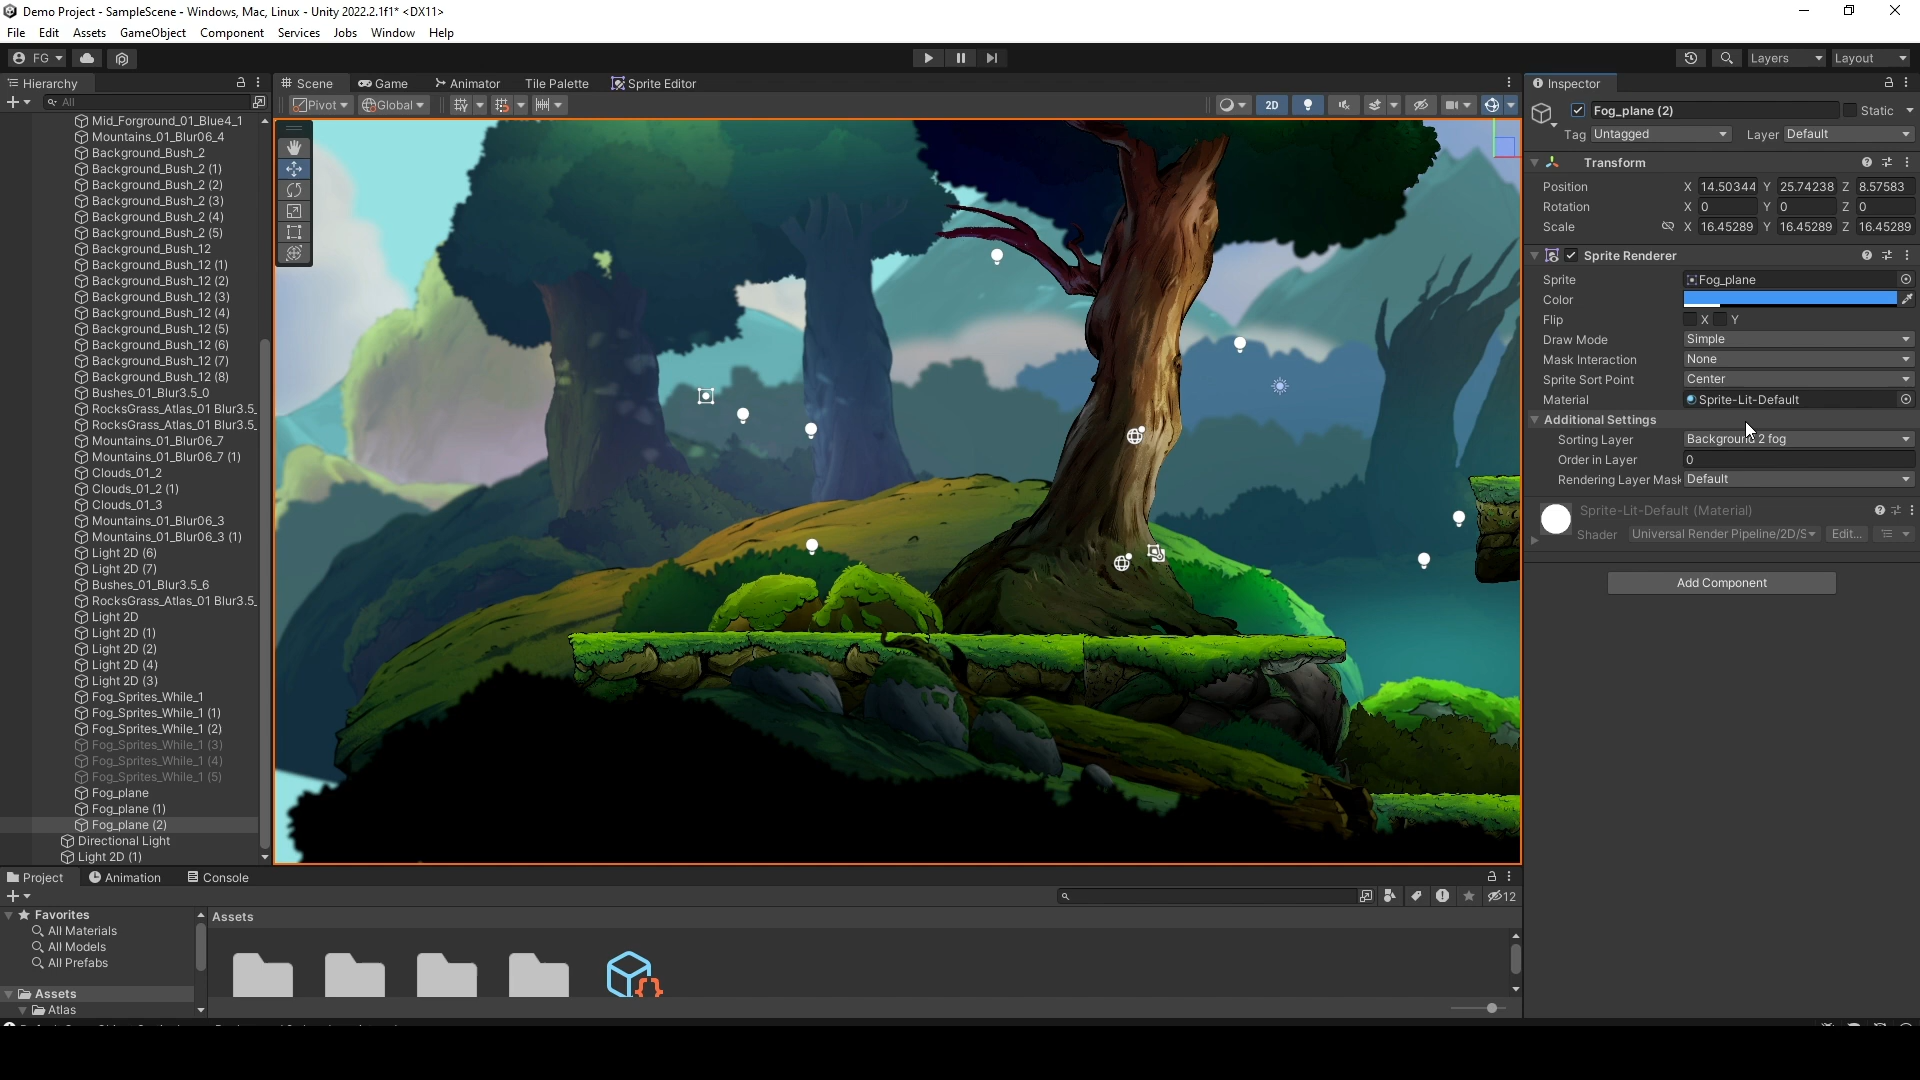 Demo Project - SampleScene - Windows, Mac, Linux - Unity 2022.2.1f1* <DX11>
File Edit Assets GameObject Component Services Jobs Window Help
FG
Layers Layout
Hierarchy
All
Mid_Forground_01_Blue4_1
Mountains_01_Blur06_4
Background_Bush_2
Background_Bush_2 (1)
Background_Bush_2 (2)
Background_Bush_2 (3)
Background_Bush_2 (4)
Background_Bush_2 (5)
Background_Bush_12
Background_Bush_12 (1)
Background_Bush_12 (2)
Background_Bush_12 (3)
Background_Bush_12 (4)
Background_Bush_12 (5)
Background_Bush_12 (6)
Background_Bush_12 (7)
Background_Bush_12 (8)
Bushes_01_Blur3.5_0
RocksGrass_Atlas_01 Blur3.5_
RocksGrass_Atlas_01 Blur3.5_
Mountains_01_Blur06_7
Mountains_01_Blur06_7 (1)
Clouds_01_2
Clouds_01_2 (1)
Clouds_01_3
Mountains_01_Blur06_3
Mountains_01_Blur06_3 (1)
Light 2D (6)
Light 2D (7)
Bushes_01_Blur3.5_6
RocksGrass_Atlas_01 Blur3.5_
Light 2D
Light 2D (1)
Light 2D (2)
Light 2D (4)
Light 2D (3)
Fog_Sprites_While_1
Fog_Sprites_While_1 (1)
Fog_Sprites_While_1 (2)
Fog_Sprites_While_1 (3)
Fog_Sprites_While_1 (4)
Fog_Sprites_While_1 (5)
Fog_plane
Fog_plane (1)
Fog_plane (2)
Directional Light
Light 2D (1)
Scene Game Animator Tile Palette Sprite Editor
Pivot Global 2D
Inspector
Fog_plane (2) Static
Tag Untagged Layer Default
Transform
Position X 14.50344 Y 25.74238 Z 8.57583
Rotation X 0 Y 0 Z 0
Scale X 16.45289 Y 16.45289 Z 16.45289
Sprite Renderer
Sprite Fog_plane
Color
Flip X Y
Draw Mode Simple
Mask Interaction None
Sprite Sort Point Center
Material Sprite-Lit-Default
Additional Settings
Sorting Layer Background 2 fog
Order in Layer 0
Rendering Layer Mask Default
Sprite-Lit-Default (Material)
Shader Universal Render Pipeline/2D/S Edit...
Add Component
Project Animation Console
12
Favorites
All Materials
All Models
All Prefabs
Assets
Atlas
Assets